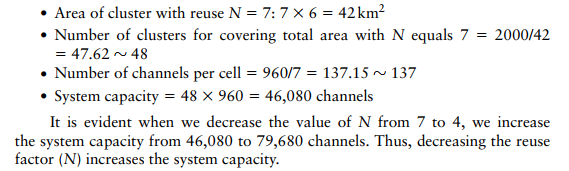 • Area of cluster with reuse N = 7: 7 × 6 = 42 km²
• Number of clusters for covering total area with N equals 7 = 2000/42
= 47.62 ~ 48
• Number of channels per cell = 960/7 = 137.15 ~ 137
• System capacity = 48 × 960 = 46,080 channels
It is evident when we decrease the value of N from 7 to 4, we increase
the system capacity from 46,080 to 79,680 channels. Thus, decreasing the reuse
factor (N) increases the system capacity.